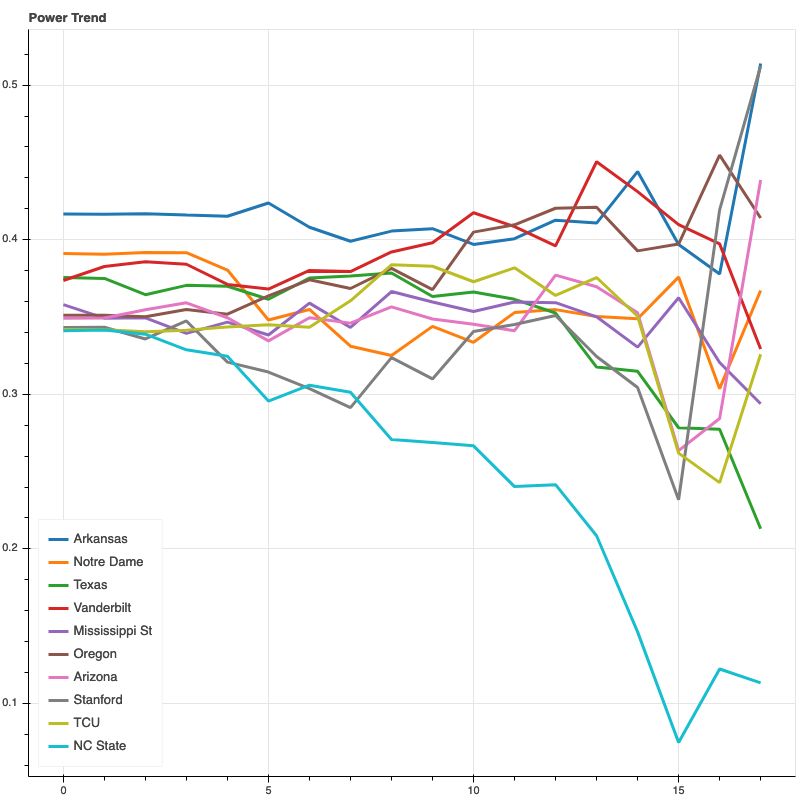 Power Trend
0.5
0.4
0.3
0.2
0.1
Arkansas
Notre Dame
Texas
Vanderbilt
Mississippi St
Oregon
Arizona
Stanford
TCU
NC State
0
5
10
15